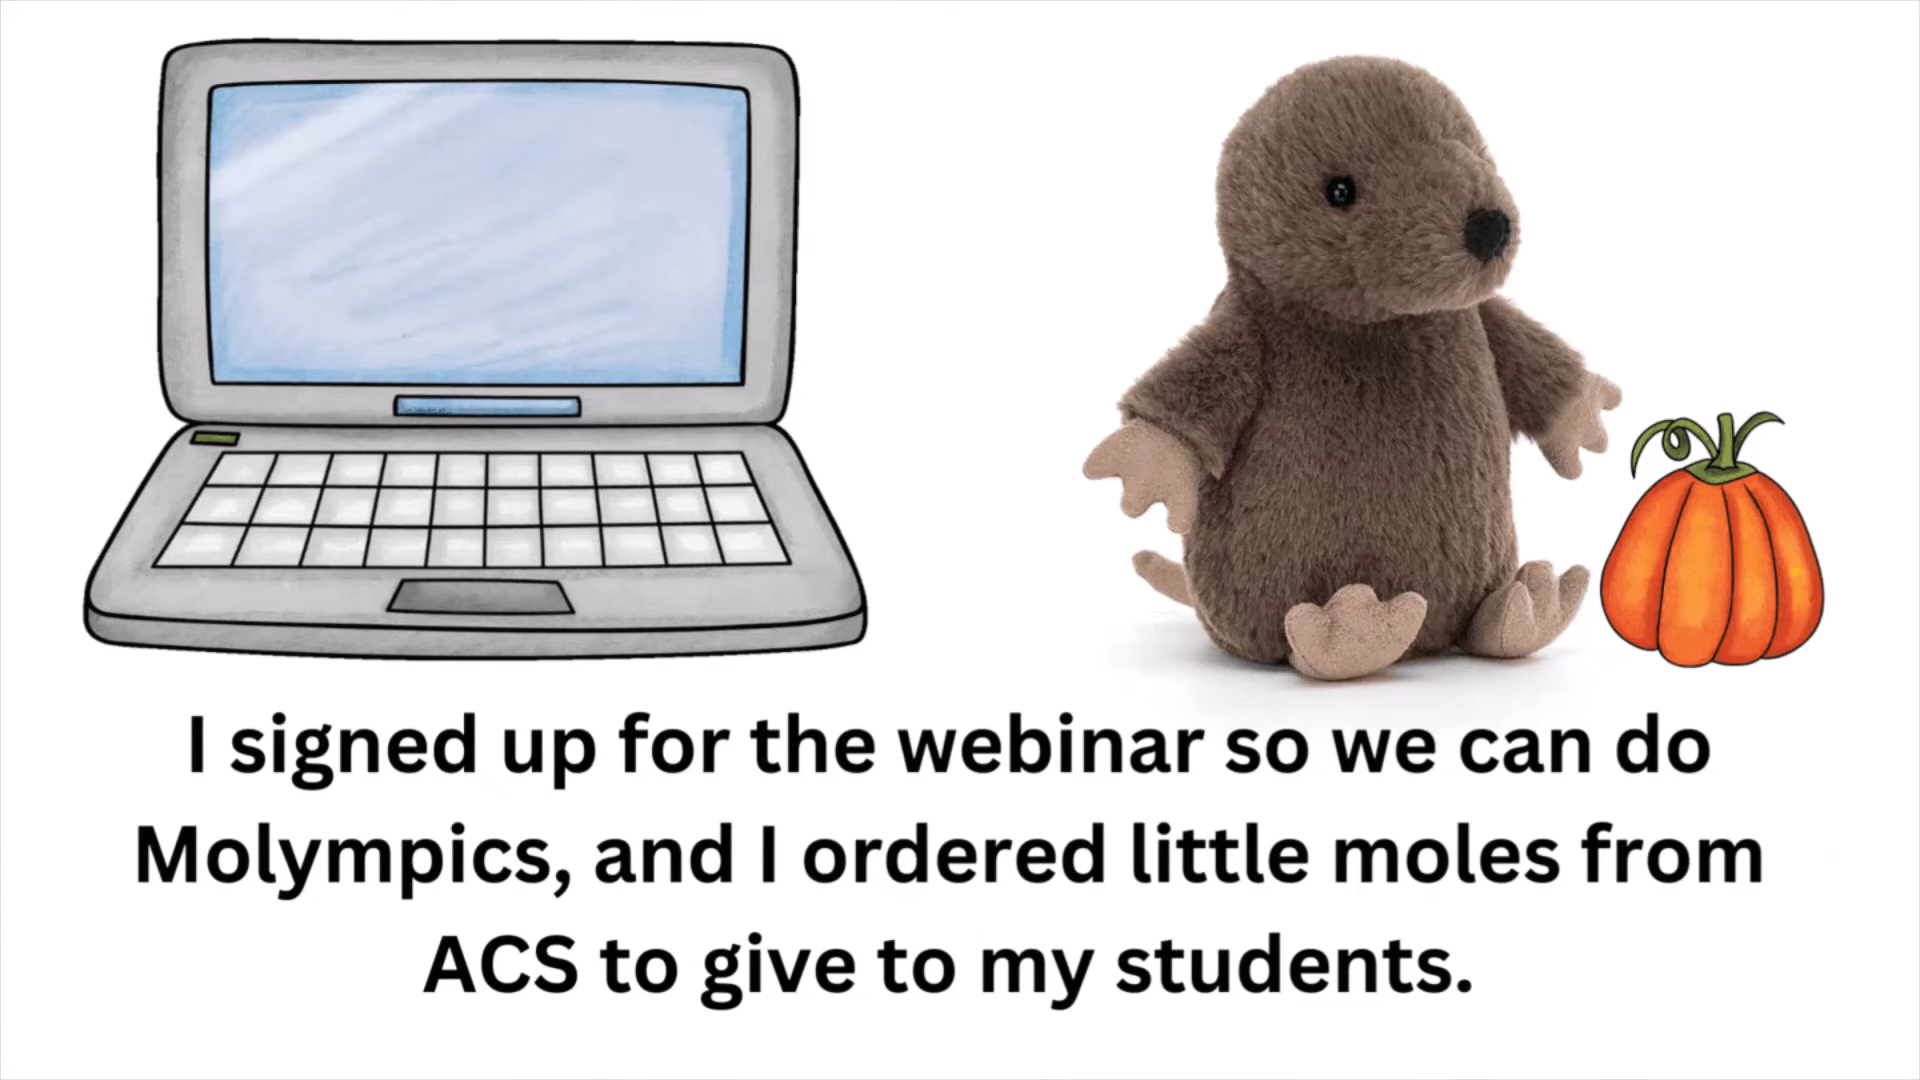 I signed up for the webinar so we can do
Molympics, and I ordered little moles from
ACS to give to my students.